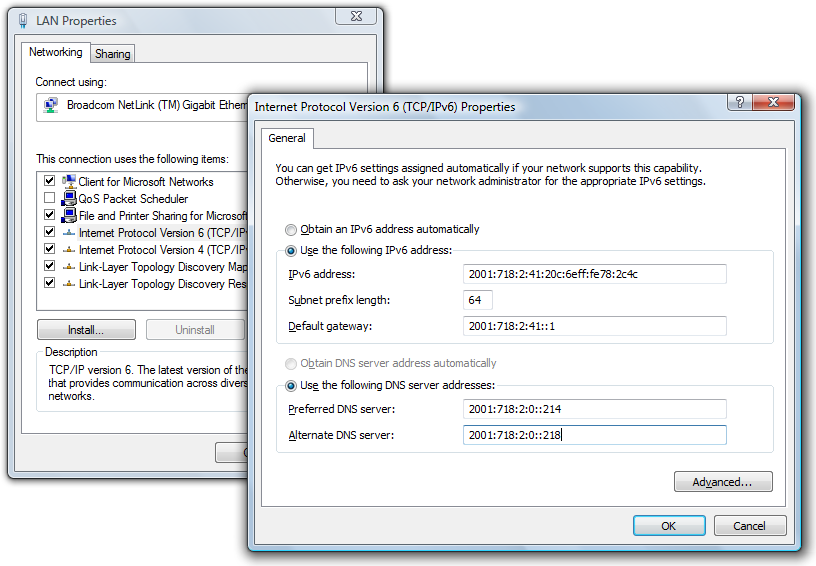 LAN Properties
Networking
Sharing
Connect using:
Broadcom NetLink (TM) Gigabit Ethern
This connection uses the following items:
Client for Microsoft Networks
QoS Packet Scheduler
File and Printer Sharing for Microsoft
Internet Protocol Version 6 (TCP/IPv
Internet Protocol Version 4 (TCP/IPv
Link-Layer Topology Discovery Map
Link-Layer Topology Discovery Res
Install...
Uninstall
Description
TCP/IP version 6. The latest version of the
that provides communication across divers
networks.
Internet Protocol Version 6 (TCP/IPv6) Properties
General
You can get IPv6 settings assigned automatically if your network supports this capability.
Otherwise, you need to ask your network administrator for the appropriate IPv6 settings.
Obtain an IPv6 address automatically
Use the following IPv6 address:
IPv6 address:
2001:718:2:41:20c:6eff:fe78:2c4c
Subnet prefix length:
64
Default gateway:
2001:718:2:41::1
Obtain DNS server address automatically
Use the following DNS server addresses:
Preferred DNS server:
2001:718:2:0::214
Alternate DNS server:
2001:718:2:0::218
Advanced...
OK
Cancel